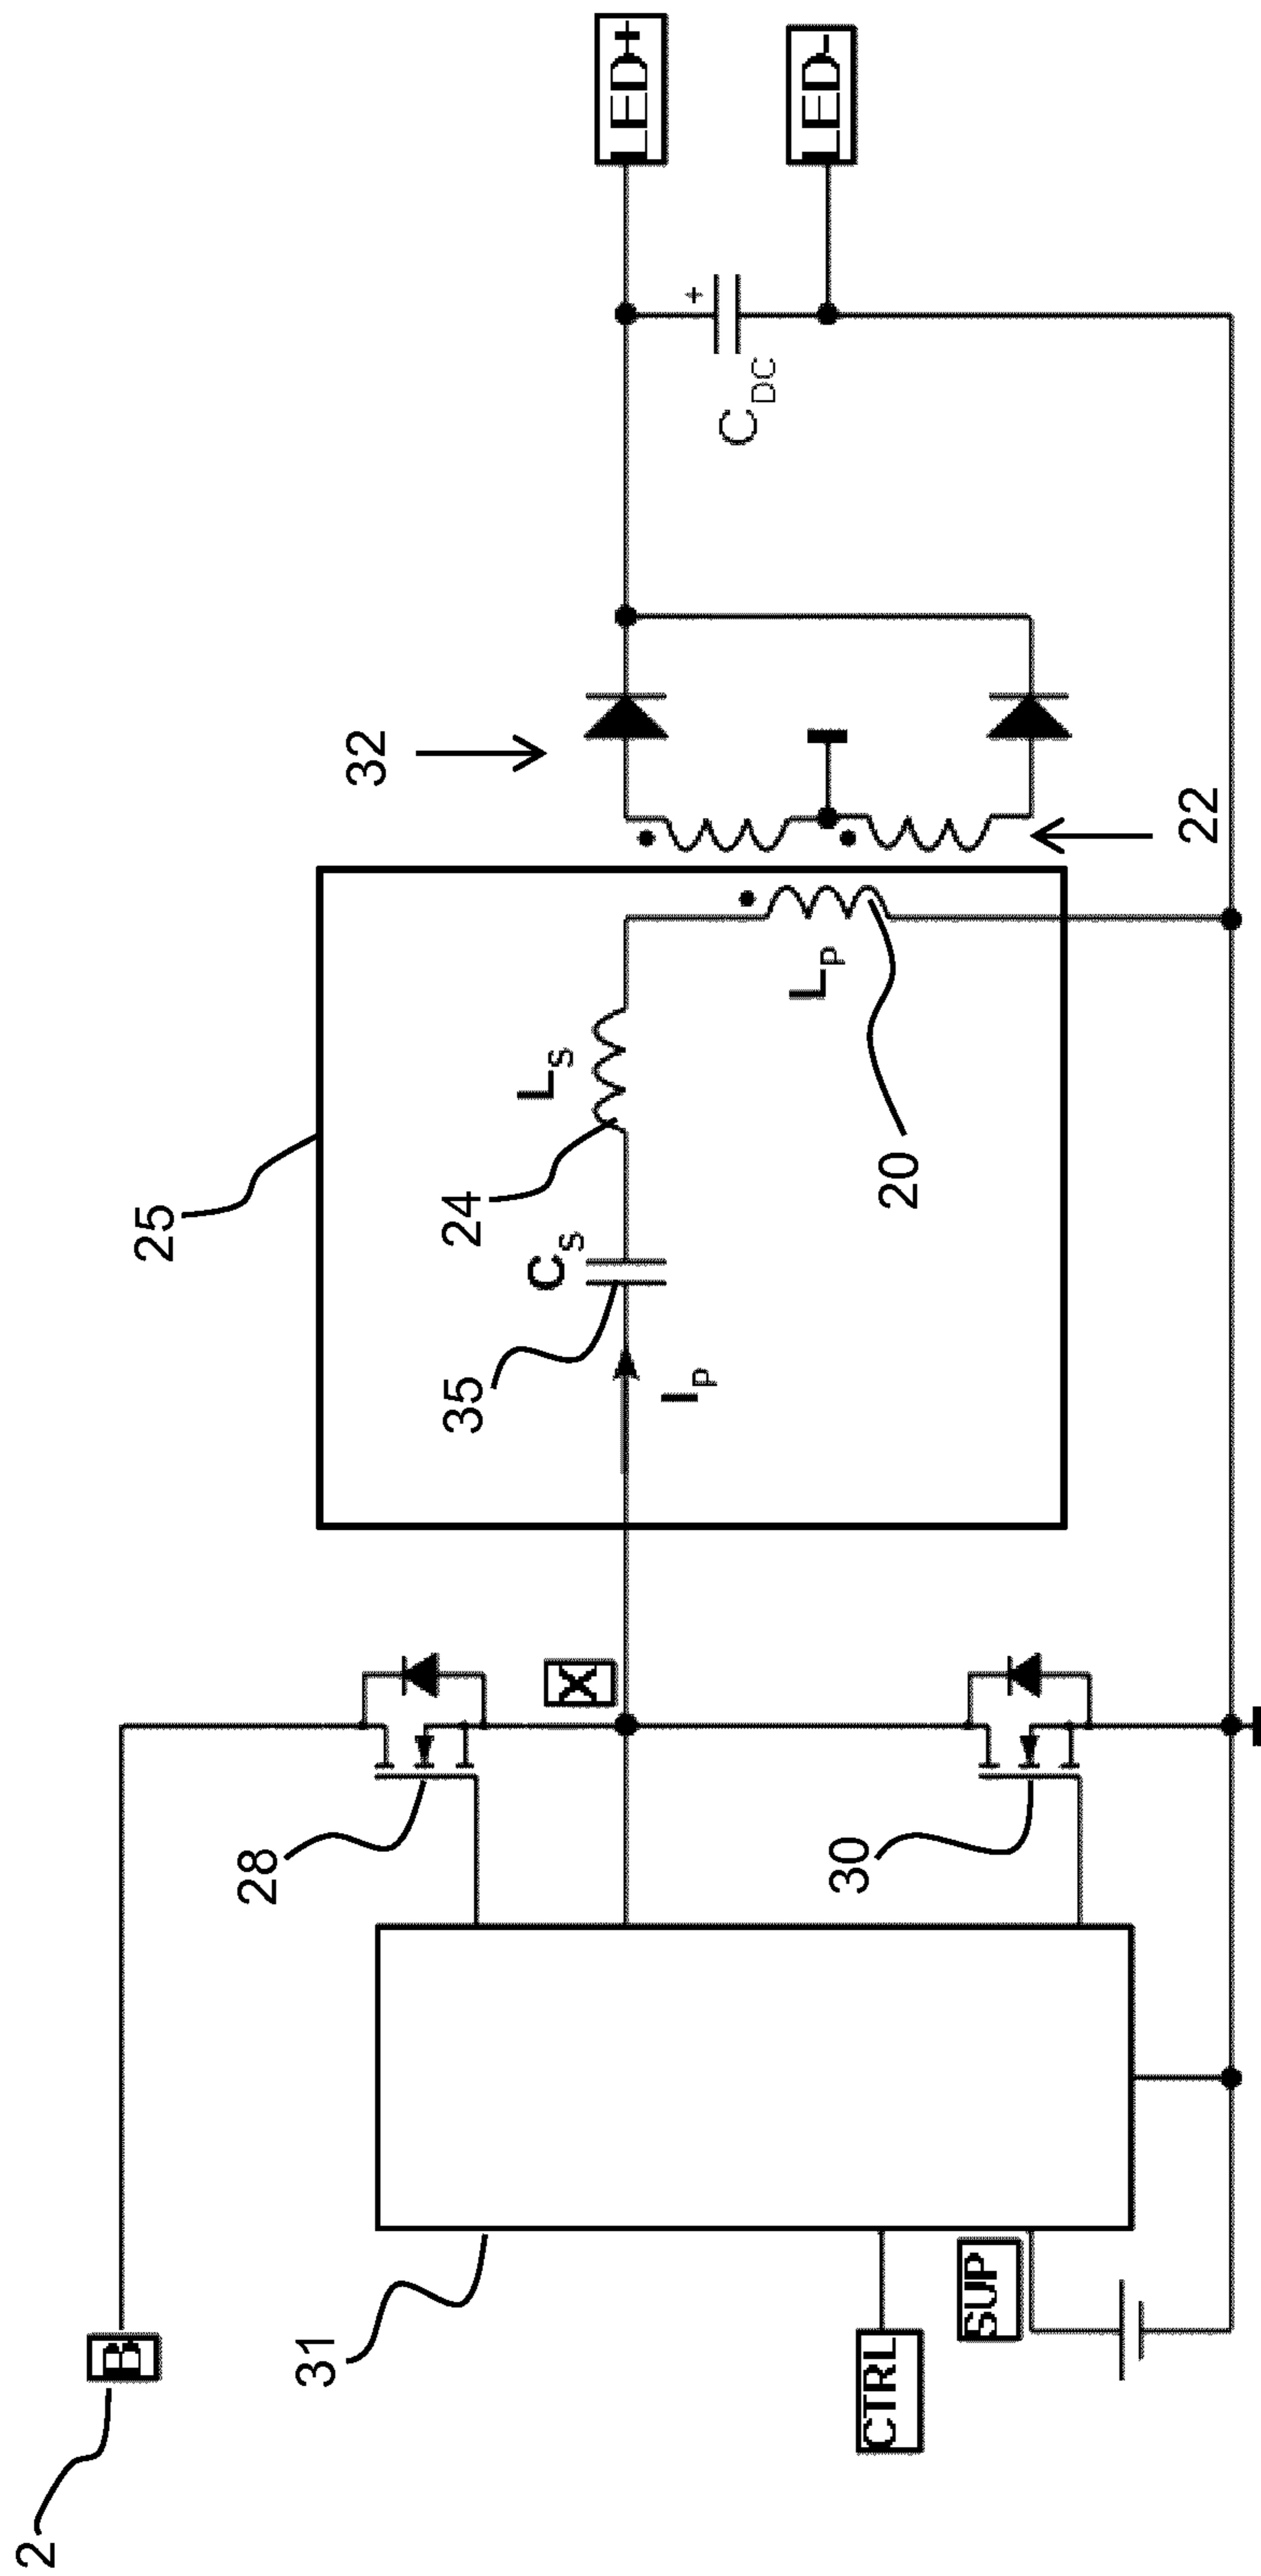 2
B
31
CTRL
SUP
28
30
X
25
35
C_S
I_P
24
L_S
20
L_P
32
22
C_DC
+
LED+
LED-